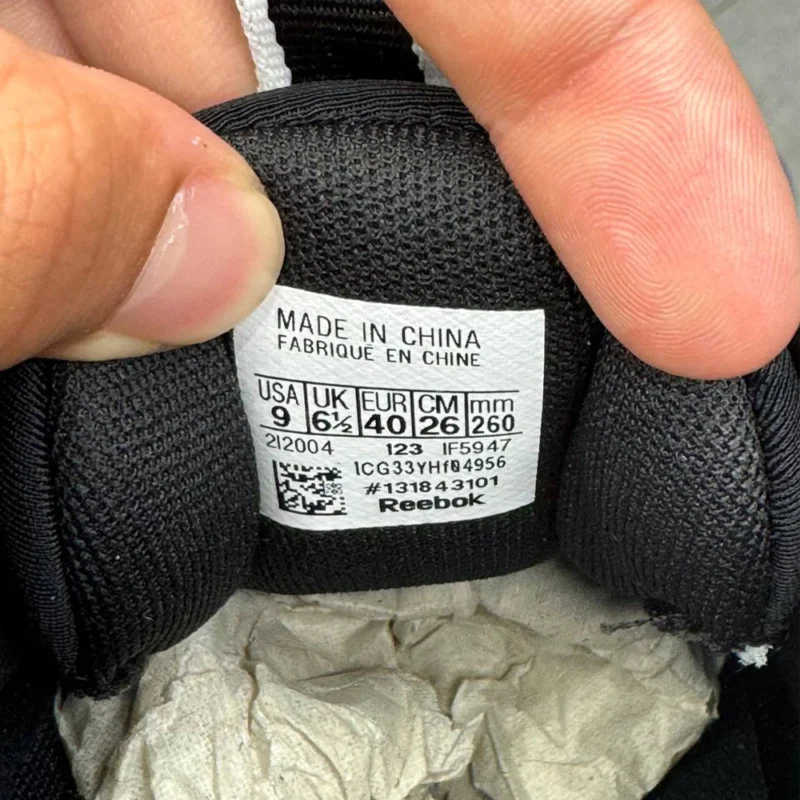 MADE IN CHINA
FABRIQUÉ EN CHINE
USA UK EUR CM mm
9 6½ 40 26 260
212004 123 IF5947
1CG33YHf04956
#131843101
Reebok